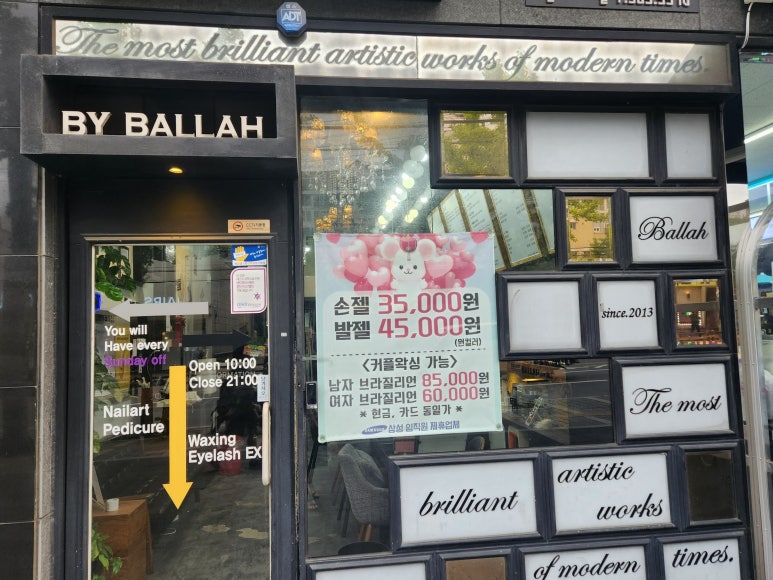 ADT
The most brilliant artistic works of modern times.
BY BALLAH
You will
Have every
Sunday off
Open 10:00
Close 21:00
Nailart
Pedicure
Waxing
Eyelash EX
손젤 35,000원
발젤 45,000원
(원컬러)
<커플왁싱 가능>
남자 브라질리언 85,000원
여자 브라질리언 60,000원
* 현금, 카드 동일가 *
SAMSUNG 삼성 임직원 제휴업체
Ballah
since.2013
The most
brilliant
artistic
works
of modern
times.